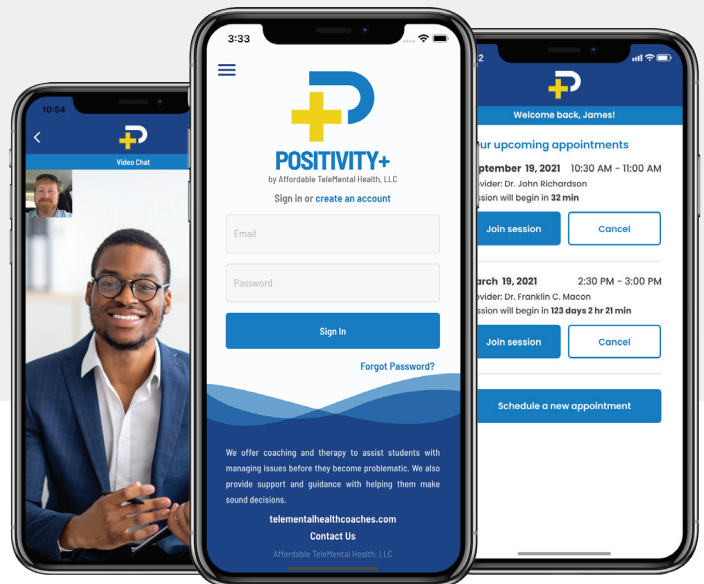 10:54
Video Chat
3:33
POSITIVITY+
by Affordable TeleMental Health, LLC
Sign in or create an account
Email
Password
Sign In
Forgot Password?
We offer coaching and therapy to assist students with
managing issues before they become problematic. We also
provide support and guidance with helping them make
sound decisions.
telementalhealthcoaches.com
Contact Us
Affordable TeleMental Health, LLC
2
Welcome back, James!
ur upcoming appointments
ptember 19, 2021 10:30 AM - 11:00 AM
ovider: Dr. John Richardson
ssion will begin in 32 min
Join session Cancel
arch 19, 2021 2:30 PM - 3:00 PM
ovider: Dr. Franklin C. Macon
ssion will begin in 123 days 2 hr 21 min
Join session Cancel
Schedule a new appointment